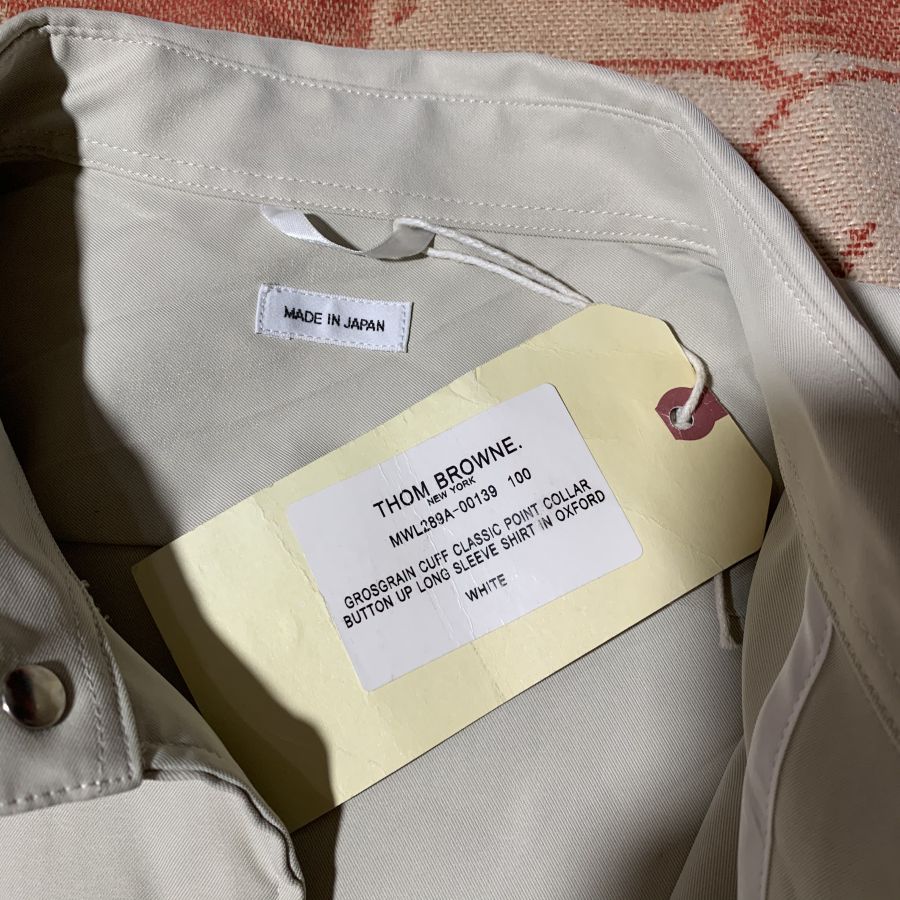 MADE IN JAPAN
THOM BROWNE.
NEW YORK
MWL289A-00139 100
GROSGRAIN CUFF CLASSIC POINT COLLAR
BUTTON UP LONG SLEEVE SHIRT IN OXFORD
WHITE